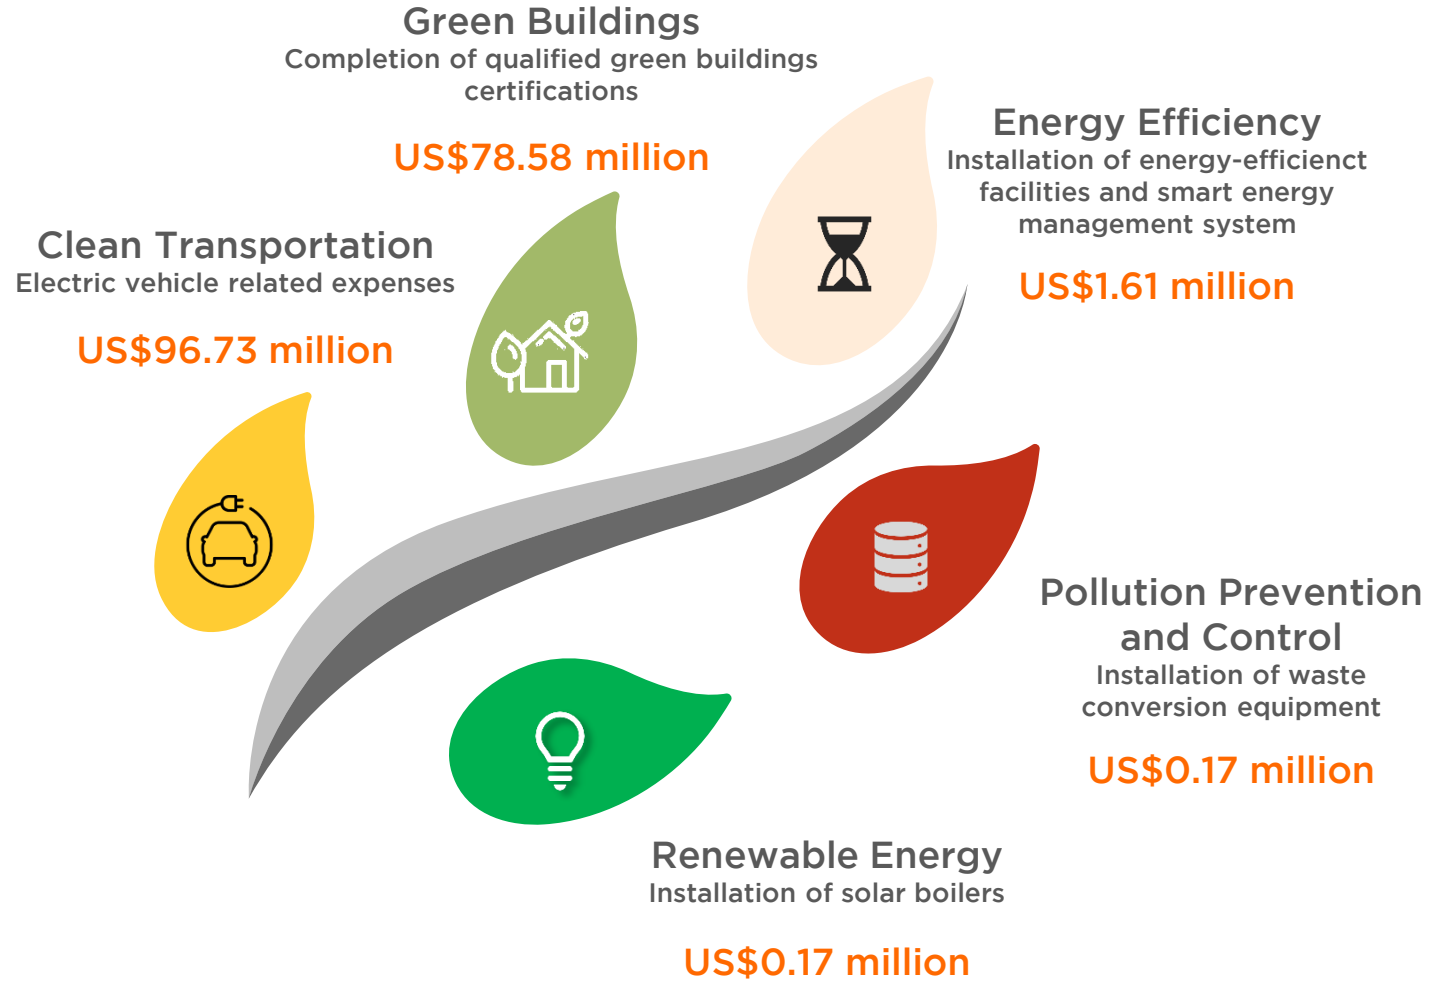 Green Buildings
Completion of qualified green buildings
certifications
US$78.58 million
Energy Efficiency
Installation of energy-efficienct
facilities and smart energy
management system
US$1.61 million
Clean Transportation
Electric vehicle related expenses
US$96.73 million
Pollution Prevention
and Control
Installation of waste
conversion equipment
US$0.17 million
Renewable Energy
Installation of solar boilers
US$0.17 million